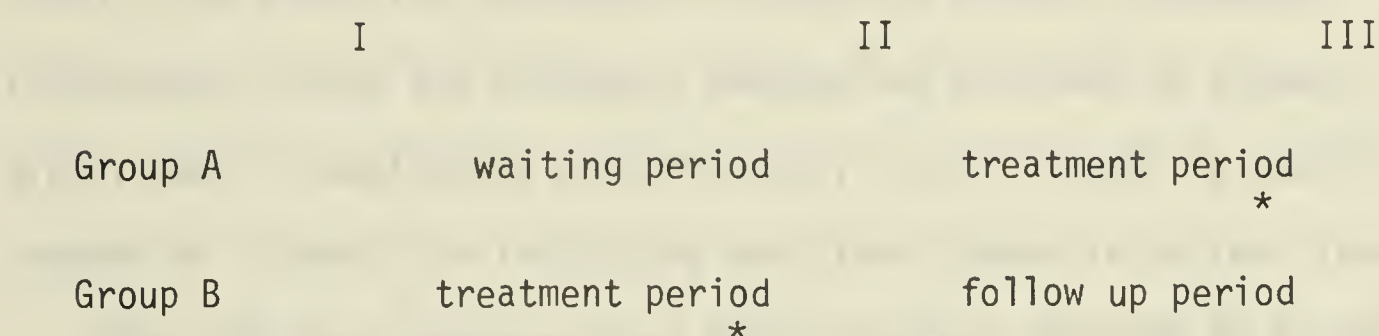 I II III
Group A waiting period treatment period
*
Group B treatment period follow up period
*